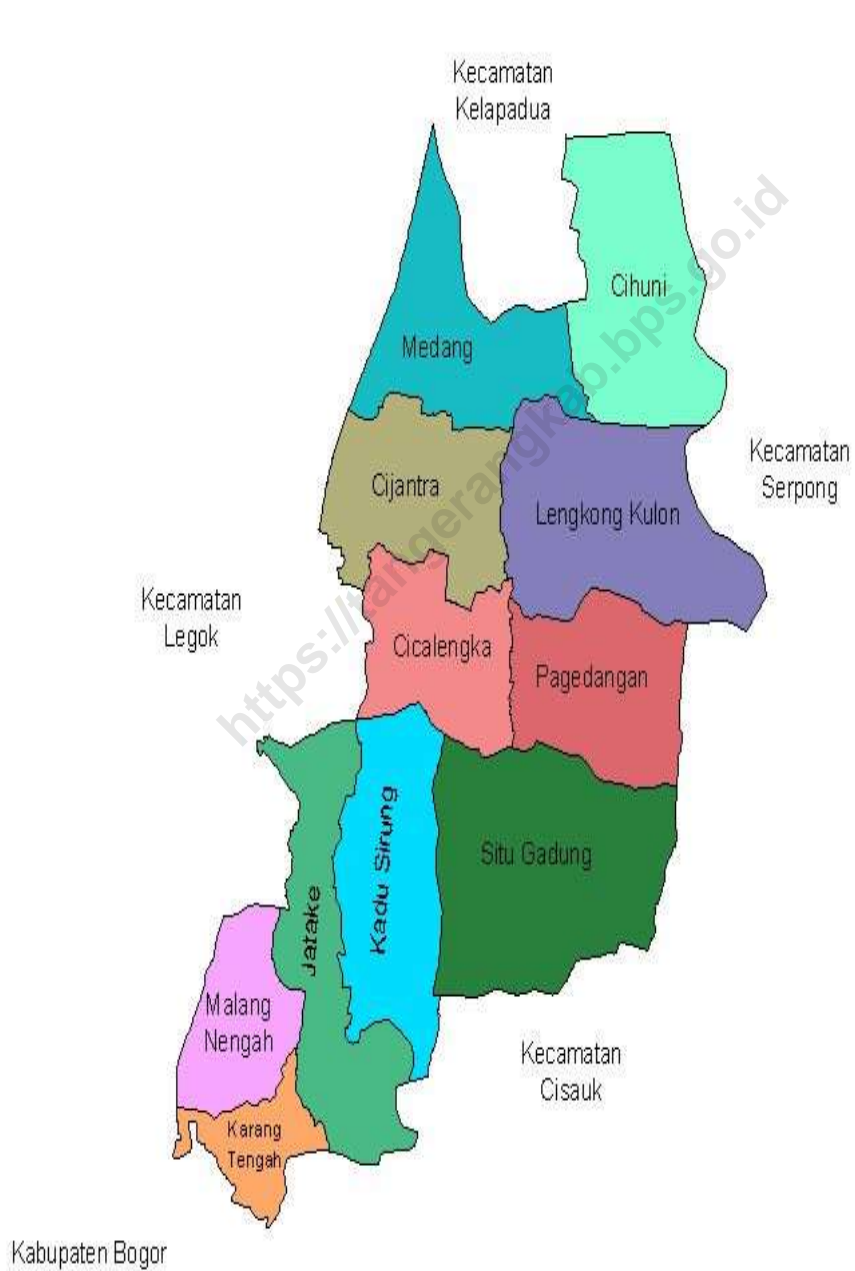 Kecamatan
Kelapadua
Cihuni
Medang
Kecamatan
Serpong
Cijantra
Lengkong Kulon
Kecamatan
Legok
Cicalengka
Pagedangan
Kadu Sirung
Situ Gadung
Jatake
Malang
Nengah
Kecamatan
Cisauk
Karang
Tengah
Kabupaten Bogor
https://tangerangkab.bps.go.id